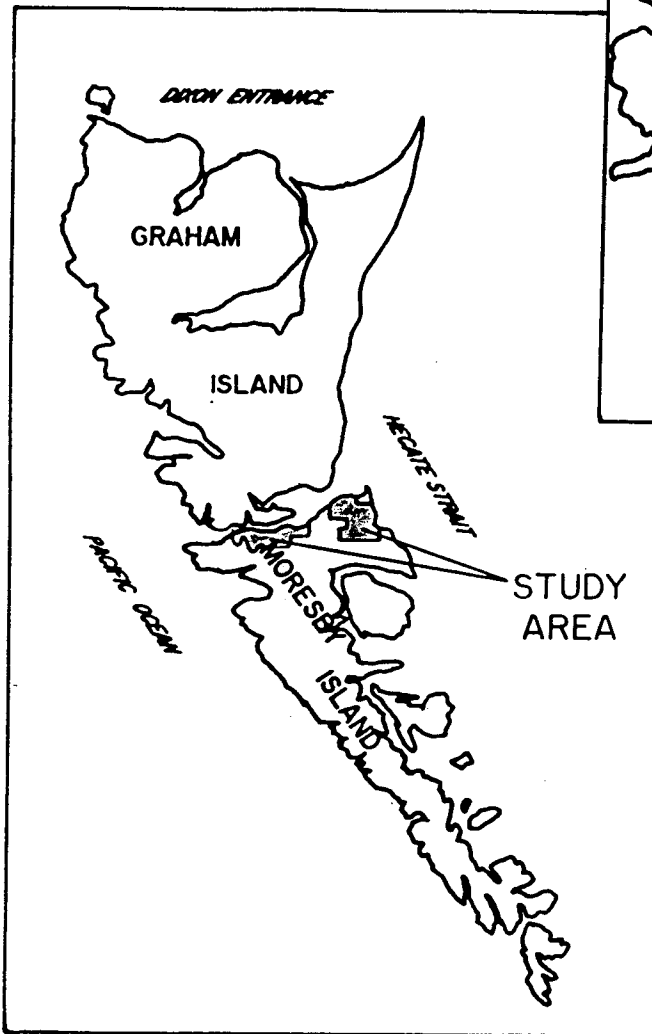 DIXON ENTRANCE
GRAHAM
ISLAND
HECATE STRAIT
PACIFIC OCEAN
MORESBY
ISLAND
STUDY
AREA